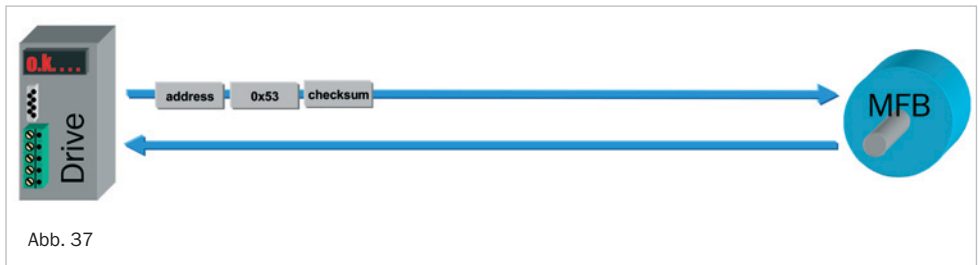 o.k....
Drive
address 0x53 checksum
MFB
Abb. 37